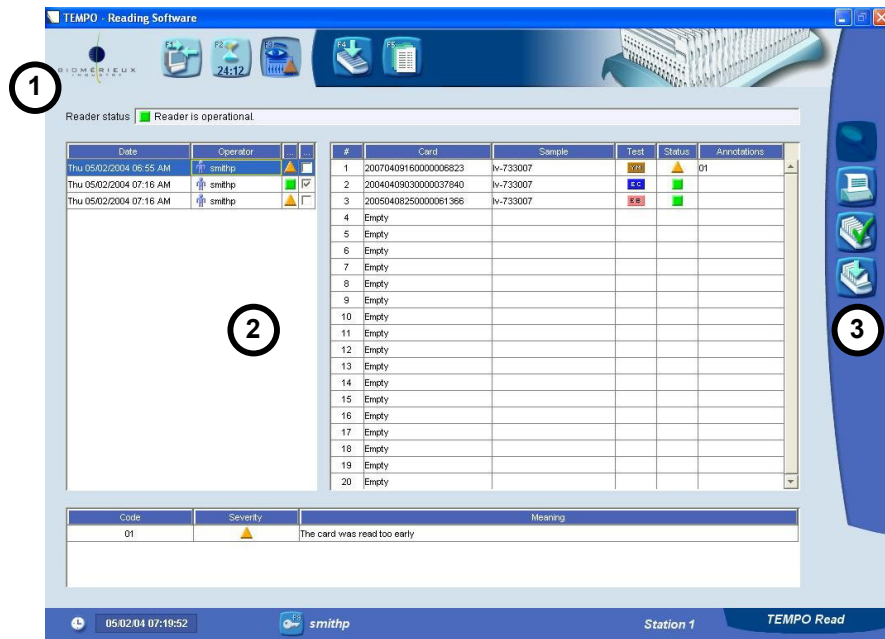 TEMPO - Reading Software
F1 F2 24:12 F3 F4 F5
BIOMÉRIEUX
INDUSTRY
1
Reader status Reader is operational.
Date Operator ... ...
Thu 05/02/2004 06:55 AM smithp
Thu 05/02/2004 07:16 AM smithp
Thu 05/02/2004 07:16 AM smithp
# Card Sample Test Status Annotations
1 20070409160000006823 lv-733007 YM 01
2 20040409030000037840 lv-733007 EC
3 20050408250000061366 lv-733007 EB
4 Empty
5 Empty
6 Empty
7 Empty
8 Empty
9 Empty
10 Empty
11 Empty
12 Empty
13 Empty
14 Empty
15 Empty
16 Empty
17 Empty
18 Empty
19 Empty
20 Empty
2
3
Code Severity Meaning
01 The card was read too early
05/02/04 07:19:52 F8 smithp Station 1 TEMPO Read